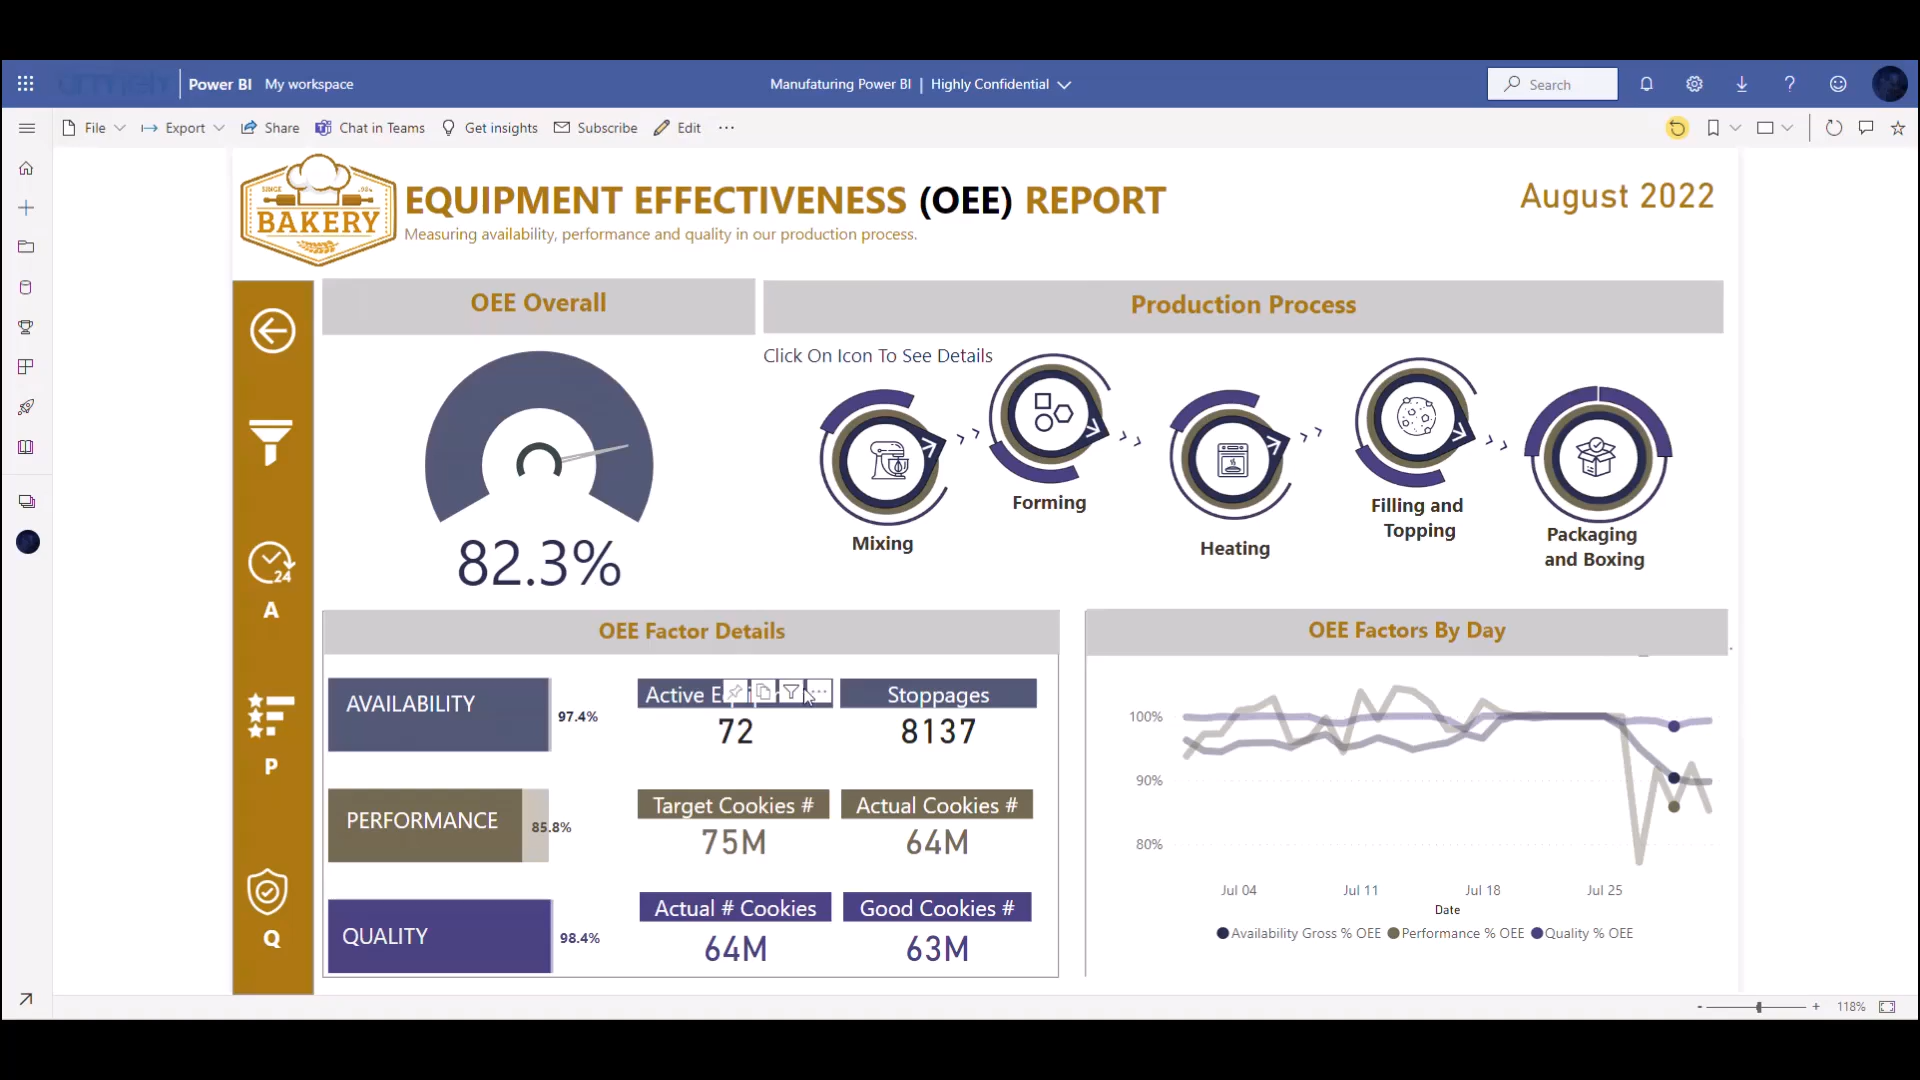 Power BI My workspace
Manufaturing Power BI | Highly Confidential
Search
File
Export
Share
Chat in Teams
Get insights
Subscribe
Edit
SINCE
BAKERY
EQUIPMENT EFFECTIVENESS (OEE) REPORT
Measuring availability, performance and quality in our production process.
August 2022
OEE Overall
Production Process
Click On Icon To See Details
82.3%
Mixing
Forming
Heating
Filling and
Topping
Packaging
and Boxing
24
A
P
Q
OEE Factor Details
AVAILABILITY
97.4%
Active
72
Stoppages
8137
PERFORMANCE
85.8%
Target Cookies #
75M
Actual Cookies #
64M
QUALITY
98.4%
Actual # Cookies
64M
Good Cookies #
63M
OEE Factors By Day
100%
90%
80%
Jul 04
Jul 11
Jul 18
Jul 25
Date
Availability Gross % OEE
Performance % OEE
Quality % OEE
- + 118%